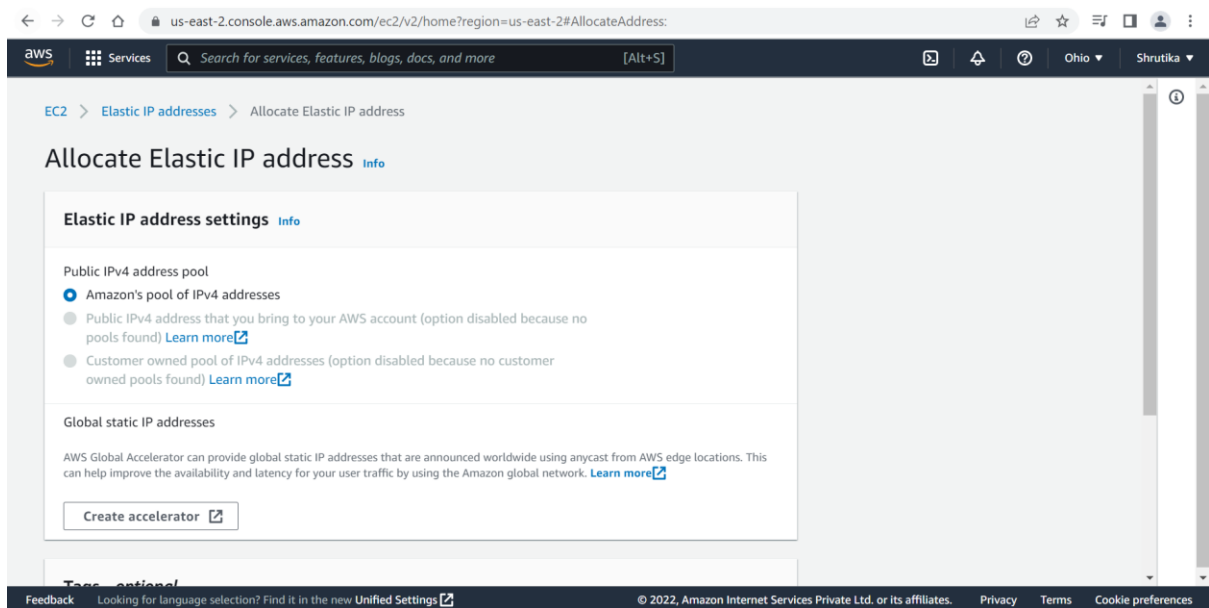 us-east-2.console.aws.amazon.com/ec2/v2/home?region=us-east-2#AllocateAddress:
aws Services Search for services, features, blogs, docs, and more [Alt+S] Ohio Shrutika
EC2 > Elastic IP addresses > Allocate Elastic IP address
Allocate Elastic IP address Info
Elastic IP address settings Info
Public IPv4 address pool
Amazon's pool of IPv4 addresses
Public IPv4 address that you bring to your AWS account (option disabled because no
pools found) Learn more
Customer owned pool of IPv4 addresses (option disabled because no customer
owned pools found) Learn more
Global static IP addresses
AWS Global Accelerator can provide global static IP addresses that are announced worldwide using anycast from AWS edge locations. This
can help improve the availability and latency for your user traffic by using the Amazon global network. Learn more
Create accelerator
Tags - optional
Feedback Looking for language selection? Find it in the new Unified Settings © 2022, Amazon Internet Services Private Ltd. or its affiliates. Privacy Terms Cookie preferences